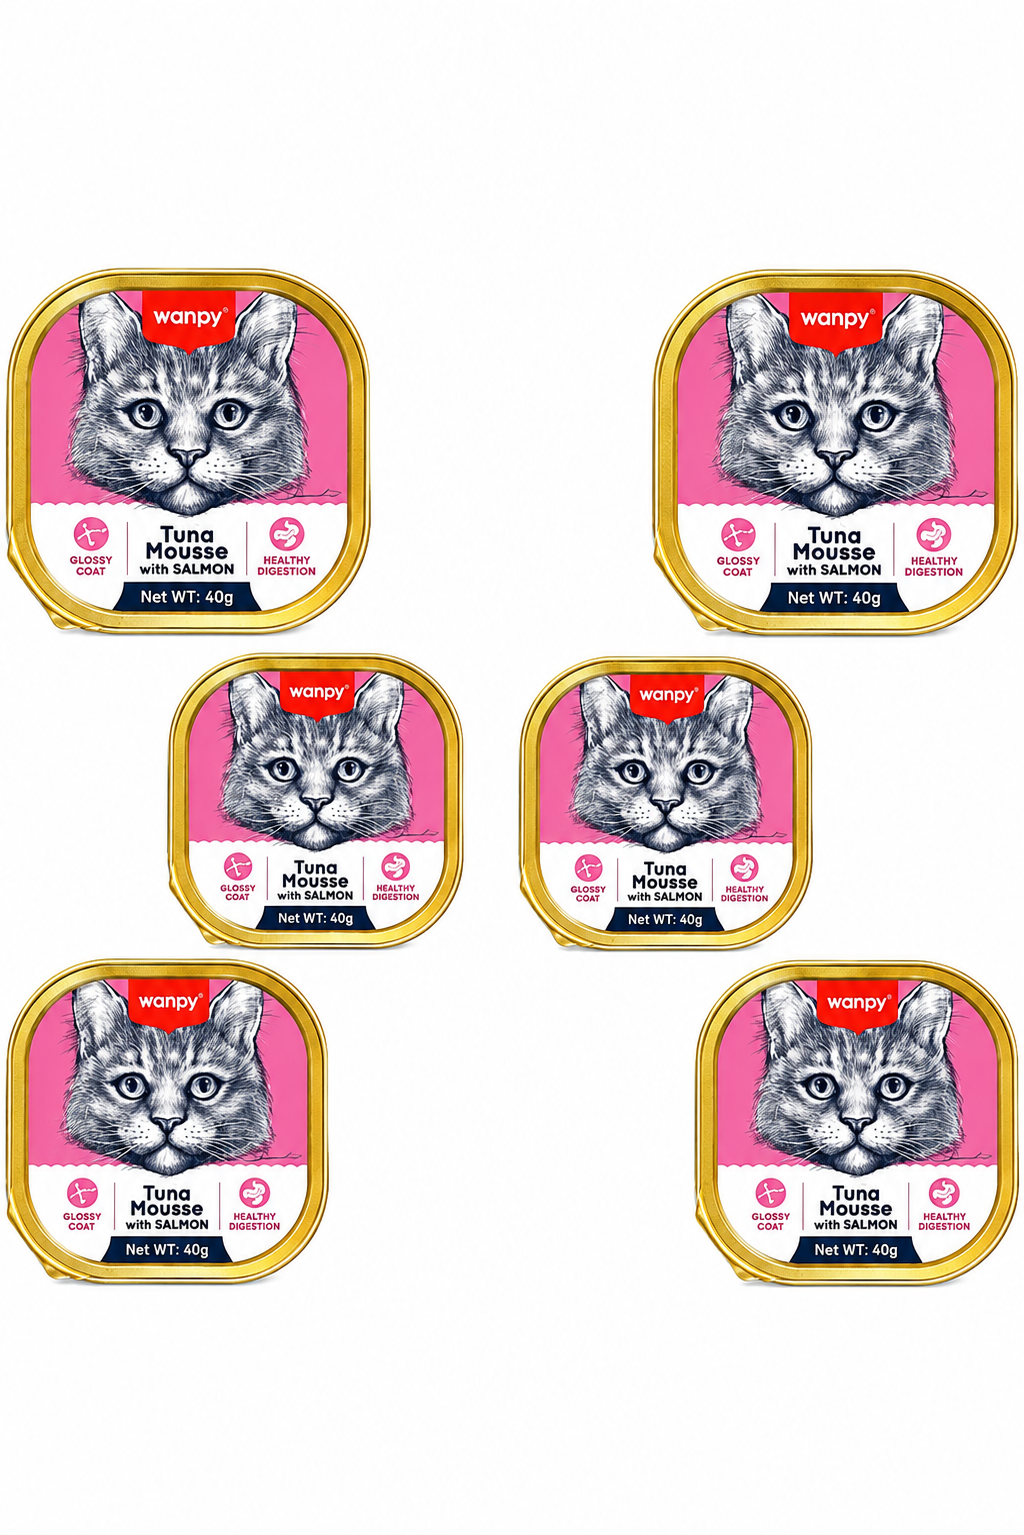 wanpy®
Tuna
Mousse
with SALMON
GLOSSY
COAT
HEALTHY
DIGESTION
Net WT: 40g
wanpy®
Tuna
Mousse
with SALMON
GLOSSY
COAT
HEALTHY
DIGESTION
Net WT: 40g
wanpy®
Tuna
Mousse
with SALMON
GLOSSY
COAT
HEALTHY
DIGESTION
Net WT: 40g
wanpy®
Tuna
Mousse
with SALMON
GLOSSY
COAT
HEALTHY
DIGESTION
Net WT: 40g
wanpy®
Tuna
Mousse
with SALMON
GLOSSY
COAT
HEALTHY
DIGESTION
Net WT: 40g
wanpy®
Tuna
Mousse
with SALMON
GLOSSY
COAT
HEALTHY
DIGESTION
Net WT: 40g